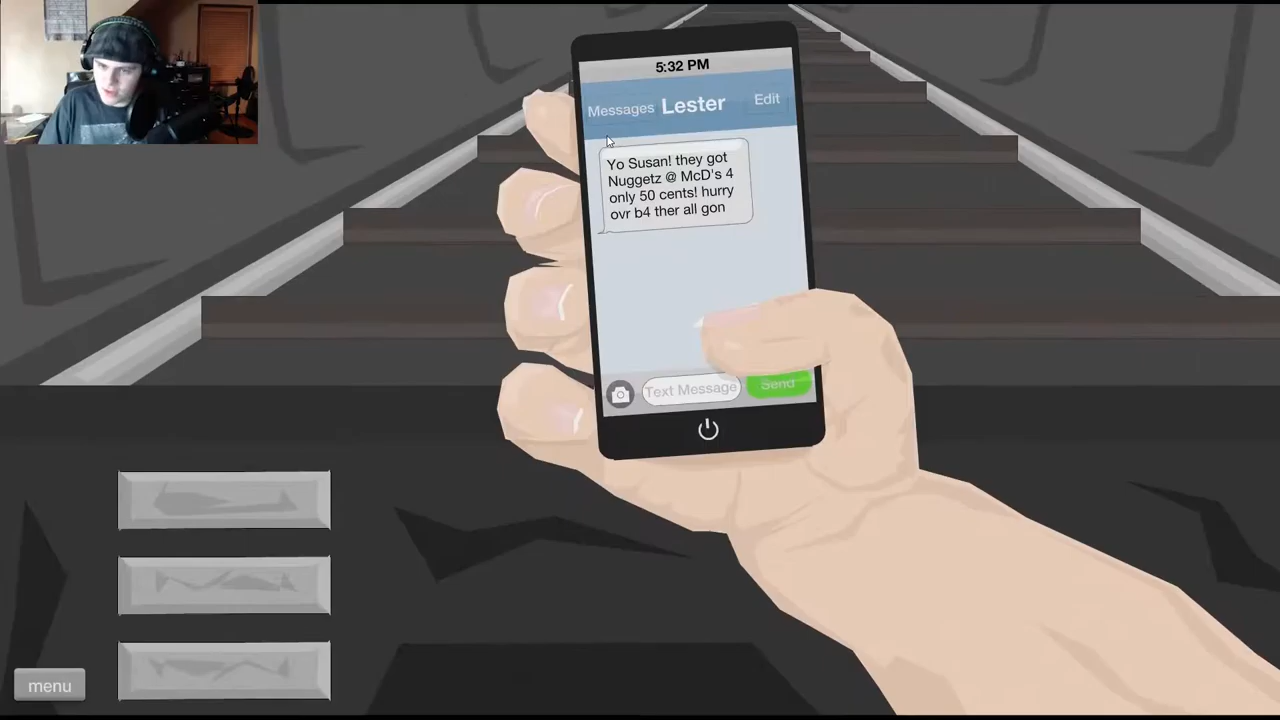 5:32 PM
Messages Lester Edit
Yo Susan! they got
Nuggetz @ McD's 4
only 50 cents! hurry
ovr b4 ther all gon
Text Message Send
menu